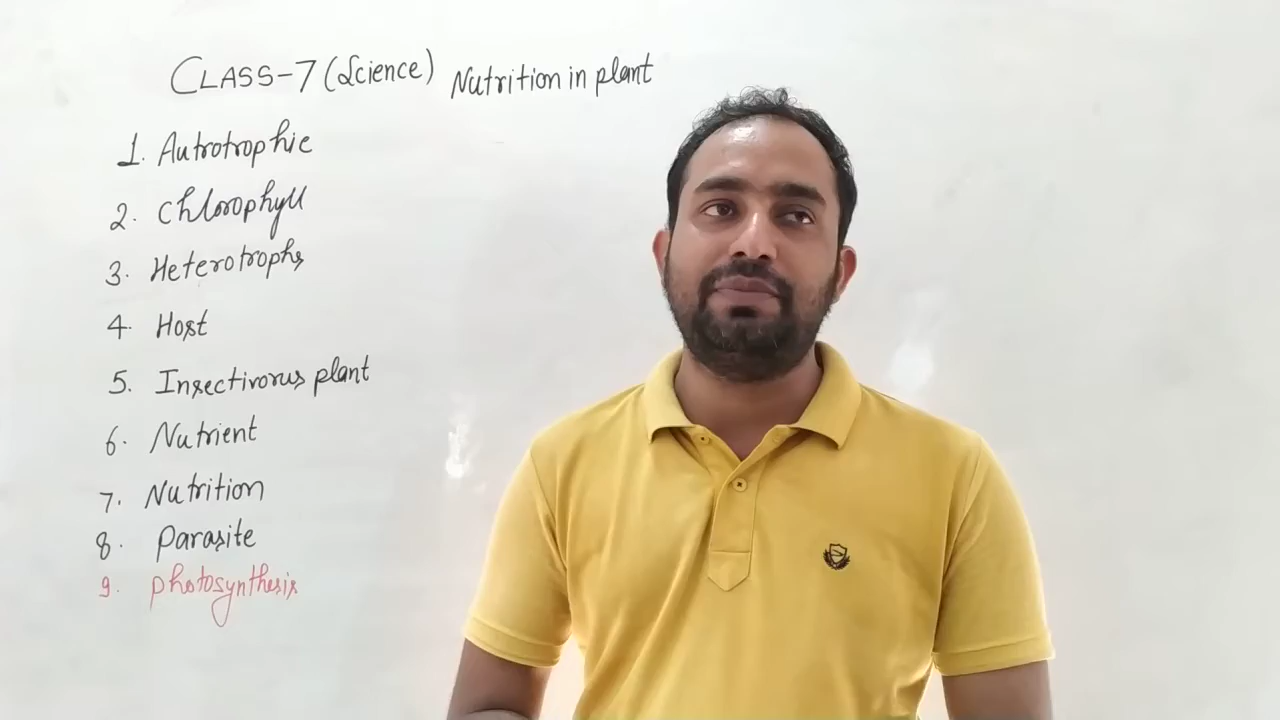 CLASS-7 (Science) Nutrition in plant
1. Autrotrophic
2. Chlorophyll
3. Heterotrophs
4. Host
5. Insectivorus plant
6. Nutrient
7. Nutrition
8. Parasite
9. photosynthesis